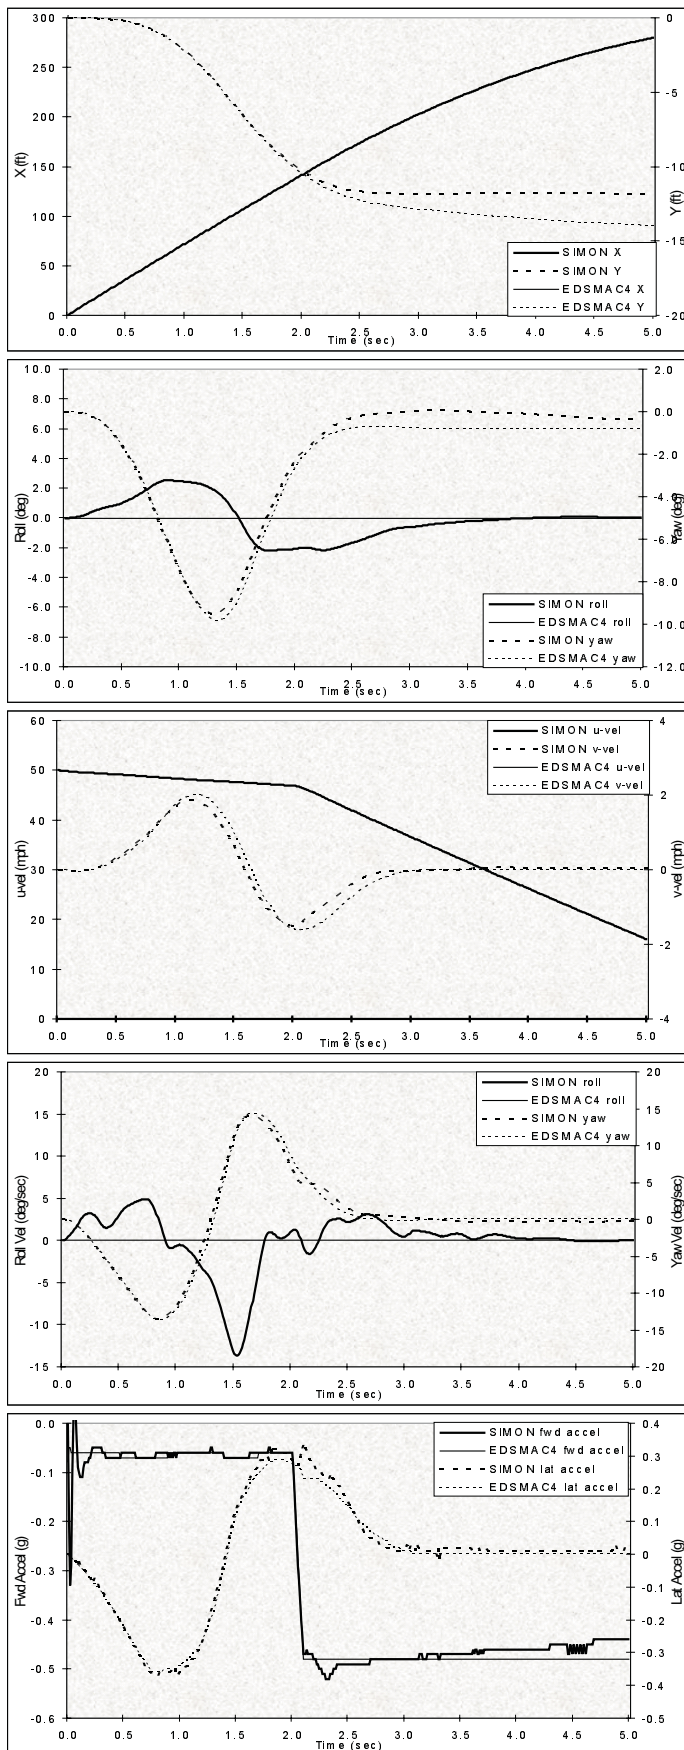 300
250
200
150
100
50
0
X (ft)
0
-5
-10
-15
-20
Y (ft)
SIMON X
SIMON Y
EDSMAC4 X
EDSMAC4 Y
0.0 0.5 1.0 1.5 2.0 2.5 3.0 3.5 4.0 4.5 5.0
Time (sec)
10.0
8.0
6.0
4.0
2.0
0.0
-2.0
-4.0
-6.0
-8.0
-10.0
Roll (deg)
2.0
0.0
-2.0
-4.0
-6.0
-8.0
-10.0
-12.0
Yaw (deg)
SIMON roll
EDSMAC4 roll
SIMON yaw
EDSMAC4 yaw
0.0 0.5 1.0 1.5 2.0 2.5 3.0 3.5 4.0 4.5 5.0
Time (sec)
60
50
40
30
20
10
0
u-vel (mph)
4
2
0
-2
-4
v-vel (mph)
SIMON u-vel
SIMON v-vel
EDSMAC4 u-vel
EDSMAC4 v-vel
0.0 0.5 1.0 1.5 2.0 2.5 3.0 3.5 4.0 4.5 5.0
Time (sec)
20
15
10
5
0
-5
-10
-15
Roll Vel (deg/sec)
20
15
10
5
0
-5
-10
-15
-20
Yaw Vel (deg/sec)
SIMON roll
EDSMAC4 roll
SIMON yaw
EDSMAC4 yaw
0.0 0.5 1.0 1.5 2.0 2.5 3.0 3.5 4.0 4.5 5.0
Time (sec)
0.0
-0.1
-0.2
-0.3
-0.4
-0.5
-0.6
Fwd Accel (g)
0.4
0.3
0.2
0.1
0
-0.1
-0.2
-0.3
-0.4
-0.5
Lat Accel (g)
SIMON fwd accel
EDSMAC4 fwd accel
SIMON lat accel
EDSMAC4 lat accel
0.0 0.5 1.0 1.5 2.0 2.5 3.0 3.5 4.0 4.5 5.0
Time (sec)